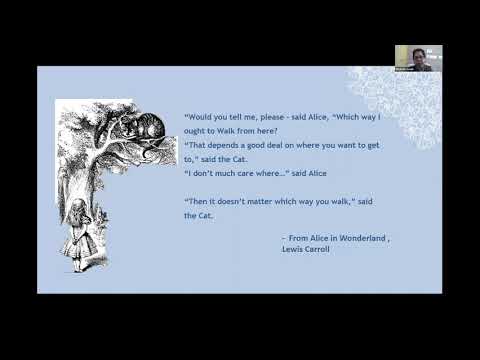 “Would you tell me, please - said Alice, “Which way I
ought to Walk from here?
“That depends a good deal on where you want to get
to,” said the Cat.
“I don’t much care where…” said Alice
“Then it doesn’t matter which way you walk,” said
the Cat.
- From Alice in Wonderland ,
Lewis Carroll